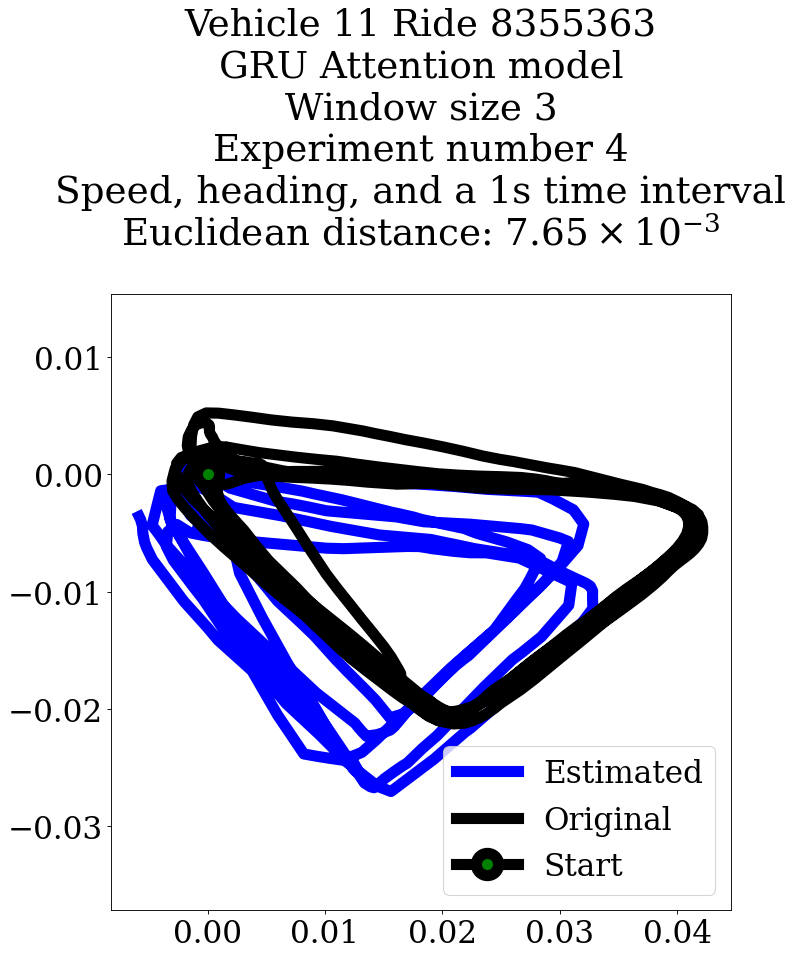 Vehicle 11 Ride 8355363
GRU Attention model
Window size 3
Experiment number 4
Speed, heading, and a 1s time interval
Euclidean distance: 7.65 × 10⁻³
0.01
0.00
−0.01
−0.02
−0.03
Estimated
Original
Start
0.00 0.01 0.02 0.03 0.04